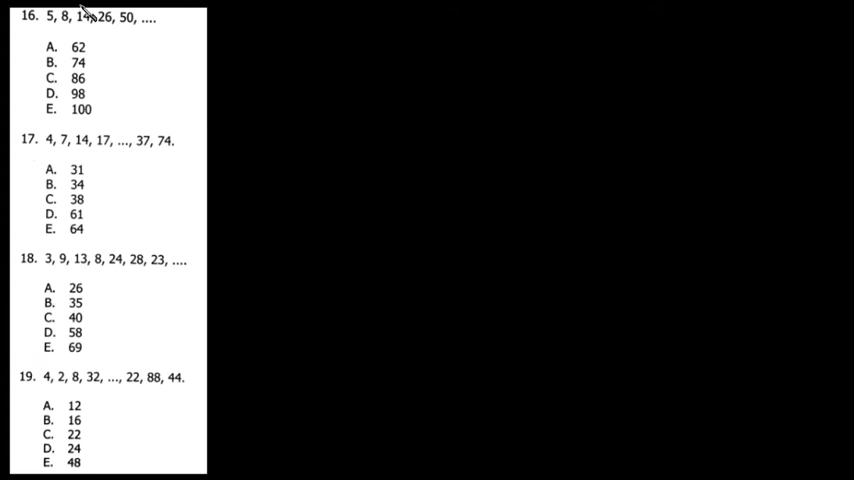 16. 5, 8, 14, 26, 50, ....
A. 62
B. 74
C. 86
D. 98
E. 100
17. 4, 7, 14, 17, ..., 37, 74.
A. 31
B. 34
C. 38
D. 61
E. 64
18. 3, 9, 13, 8, 24, 28, 23, ....
A. 26
B. 35
C. 40
D. 58
E. 69
19. 4, 2, 8, 32, ..., 22, 88, 44.
A. 12
B. 16
C. 22
D. 24
E. 48